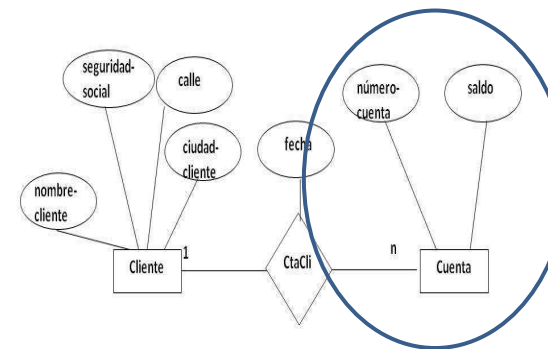 seguridad-
social
calle
número-
cuenta
saldo
ciudad-
cliente
fecha
nombre-
cliente
1
n
Cliente
CtaCli
Cuenta